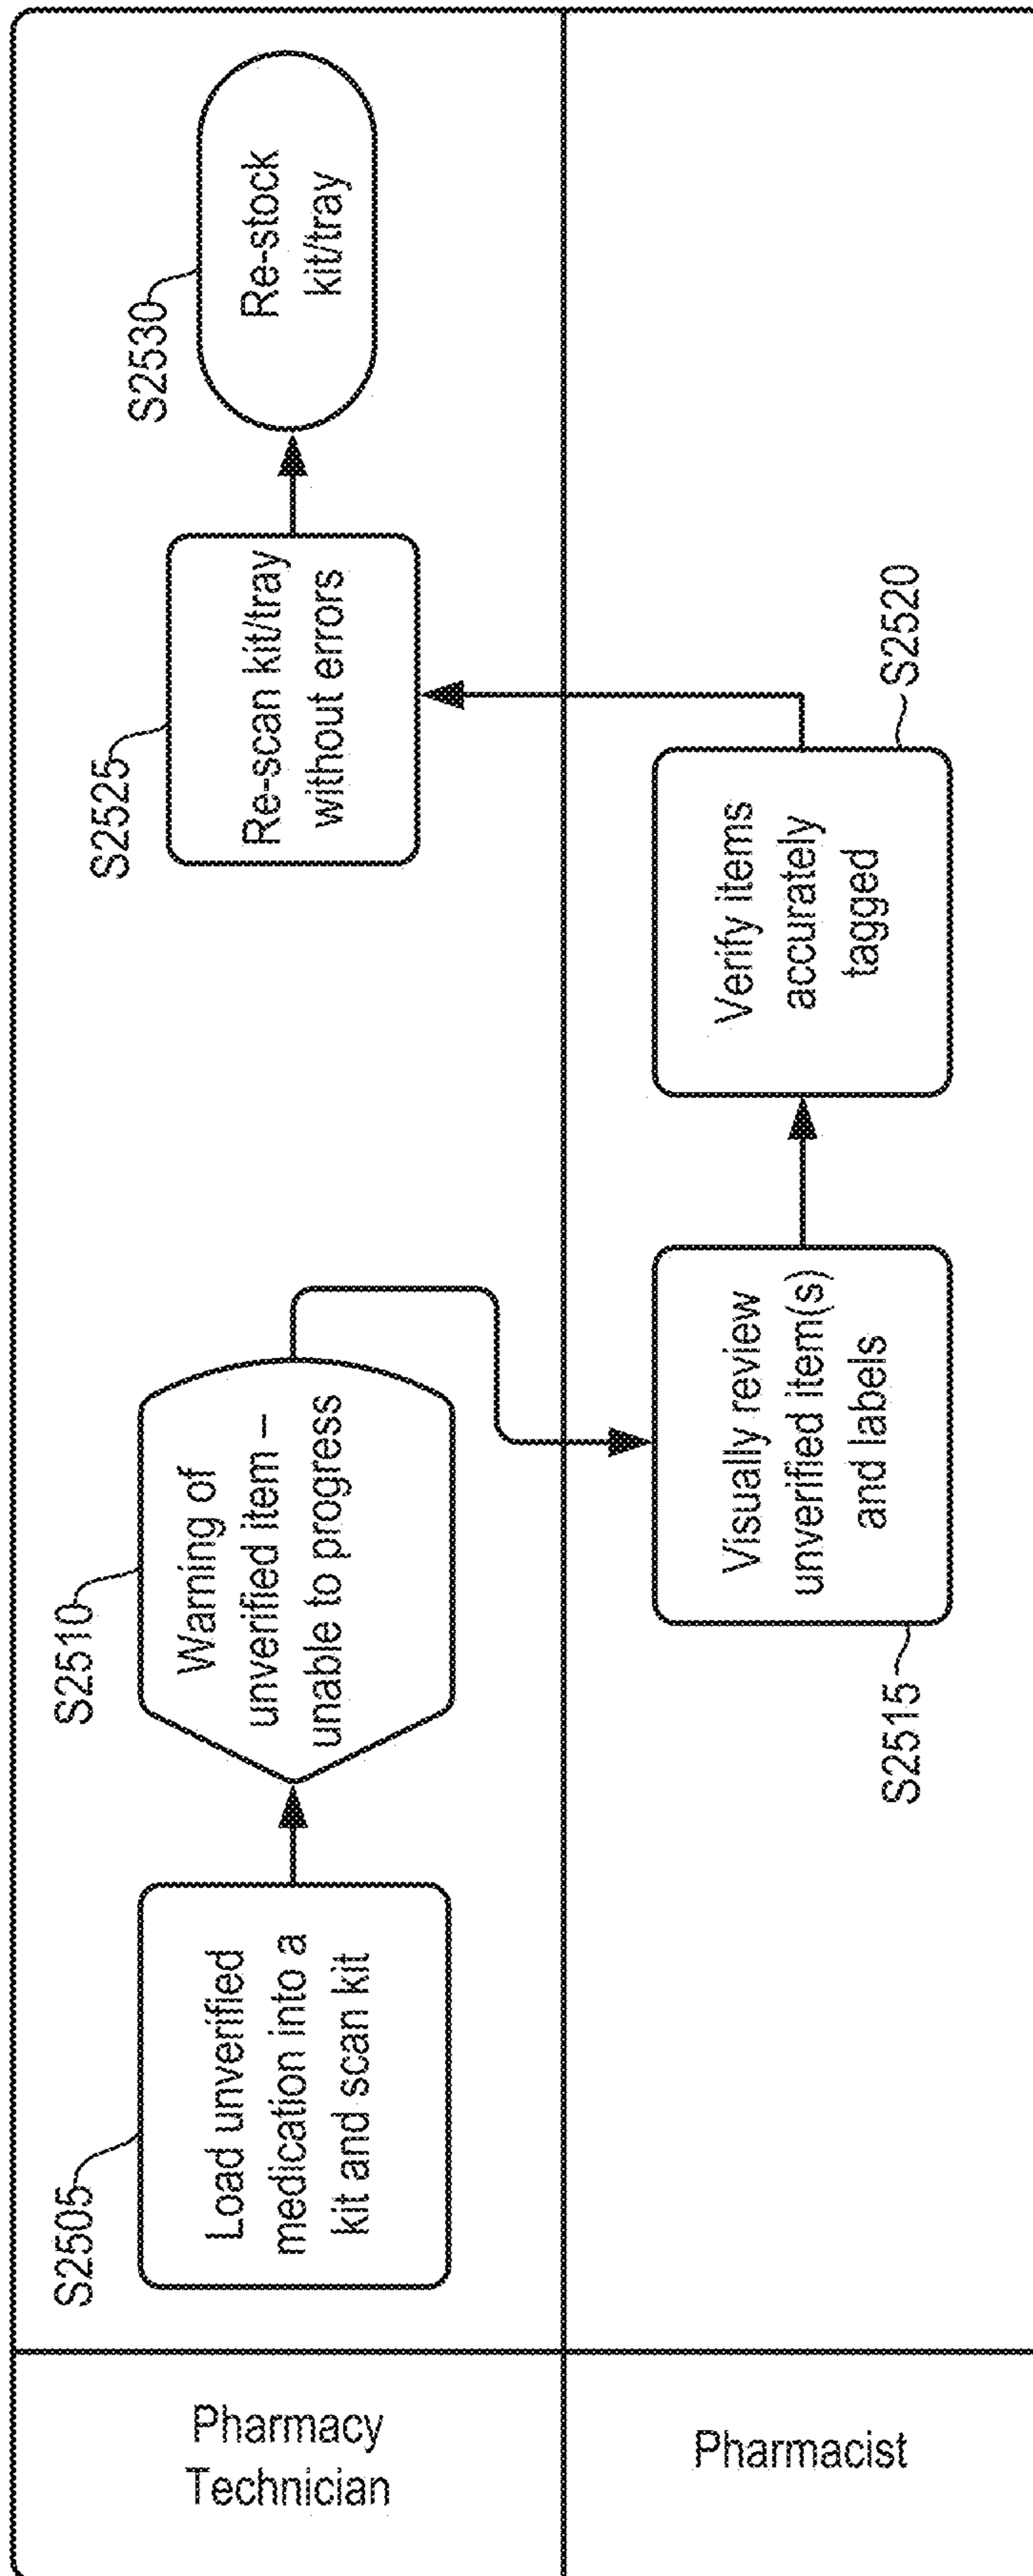 Pharmacy
Technician
S2505
Load unverified
medication into a
kit and scan kit
S2510
Warning of
unverified item –
unable to progress
S2525
Re-scan kit/tray
without errors
S2530
Re-stock
kit/tray
Pharmacist
Visually review
unverified item(s)
and labels
S2515
Verify items
accurately
tagged
S2520